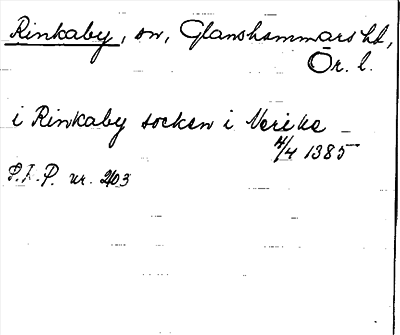 Rinkaby, sn, Glanshammars hd,
Ör. l.
i Rinkaby socken i Nerike
4/4 1385
P.A.P. nr. 203